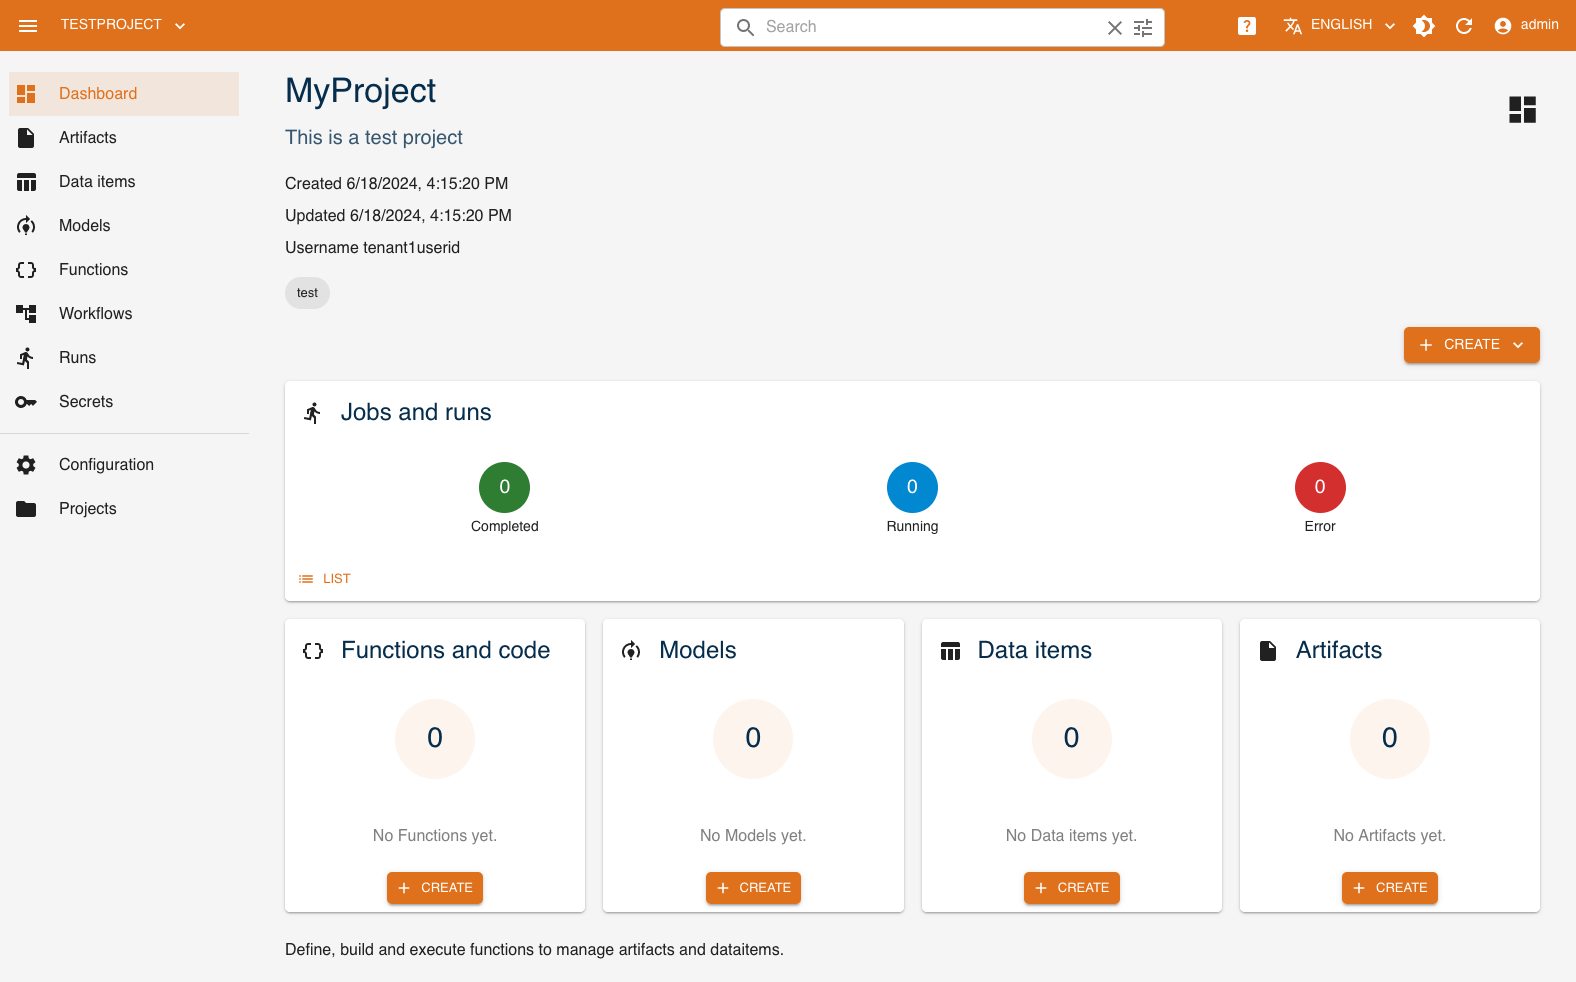 TESTPROJECT
Search
?
ENGLISH
admin
Dashboard
Artifacts
Data items
Models
Functions
Workflows
Runs
Secrets
Configuration
Projects
MyProject
This is a test project
Created 6/18/2024, 4:15:20 PM
Updated 6/18/2024, 4:15:20 PM
Username tenant1userid
test
CREATE
Jobs and runs
0 0 0
Completed Running Error
LIST
Functions and code
0
No Functions yet.
CREATE
Models
0
No Models yet.
CREATE
Data items
0
No Data items yet.
CREATE
Artifacts
0
No Artifacts yet.
CREATE
Define, build and execute functions to manage artifacts and dataitems.